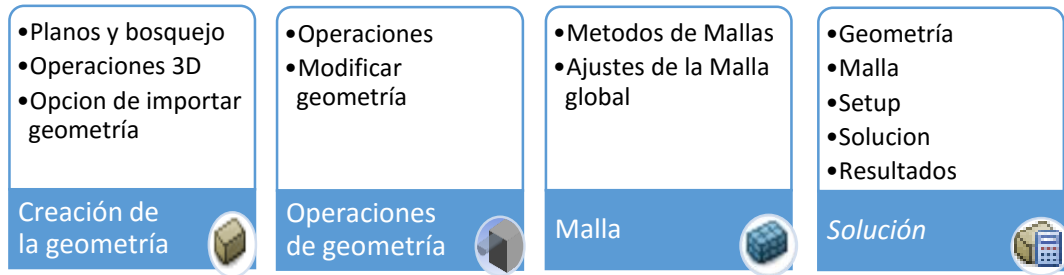 •Planos y bosquejo
•Operaciones 3D
•Opcion de importar
geometría
Creación de
la geometría
•Operaciones
•Modificar
geometría
Operaciones
de geometría
•Metodos de Mallas
•Ajustes de la Malla
global
Malla
•Geometría
•Malla
•Setup
•Solucion
•Resultados
Solución